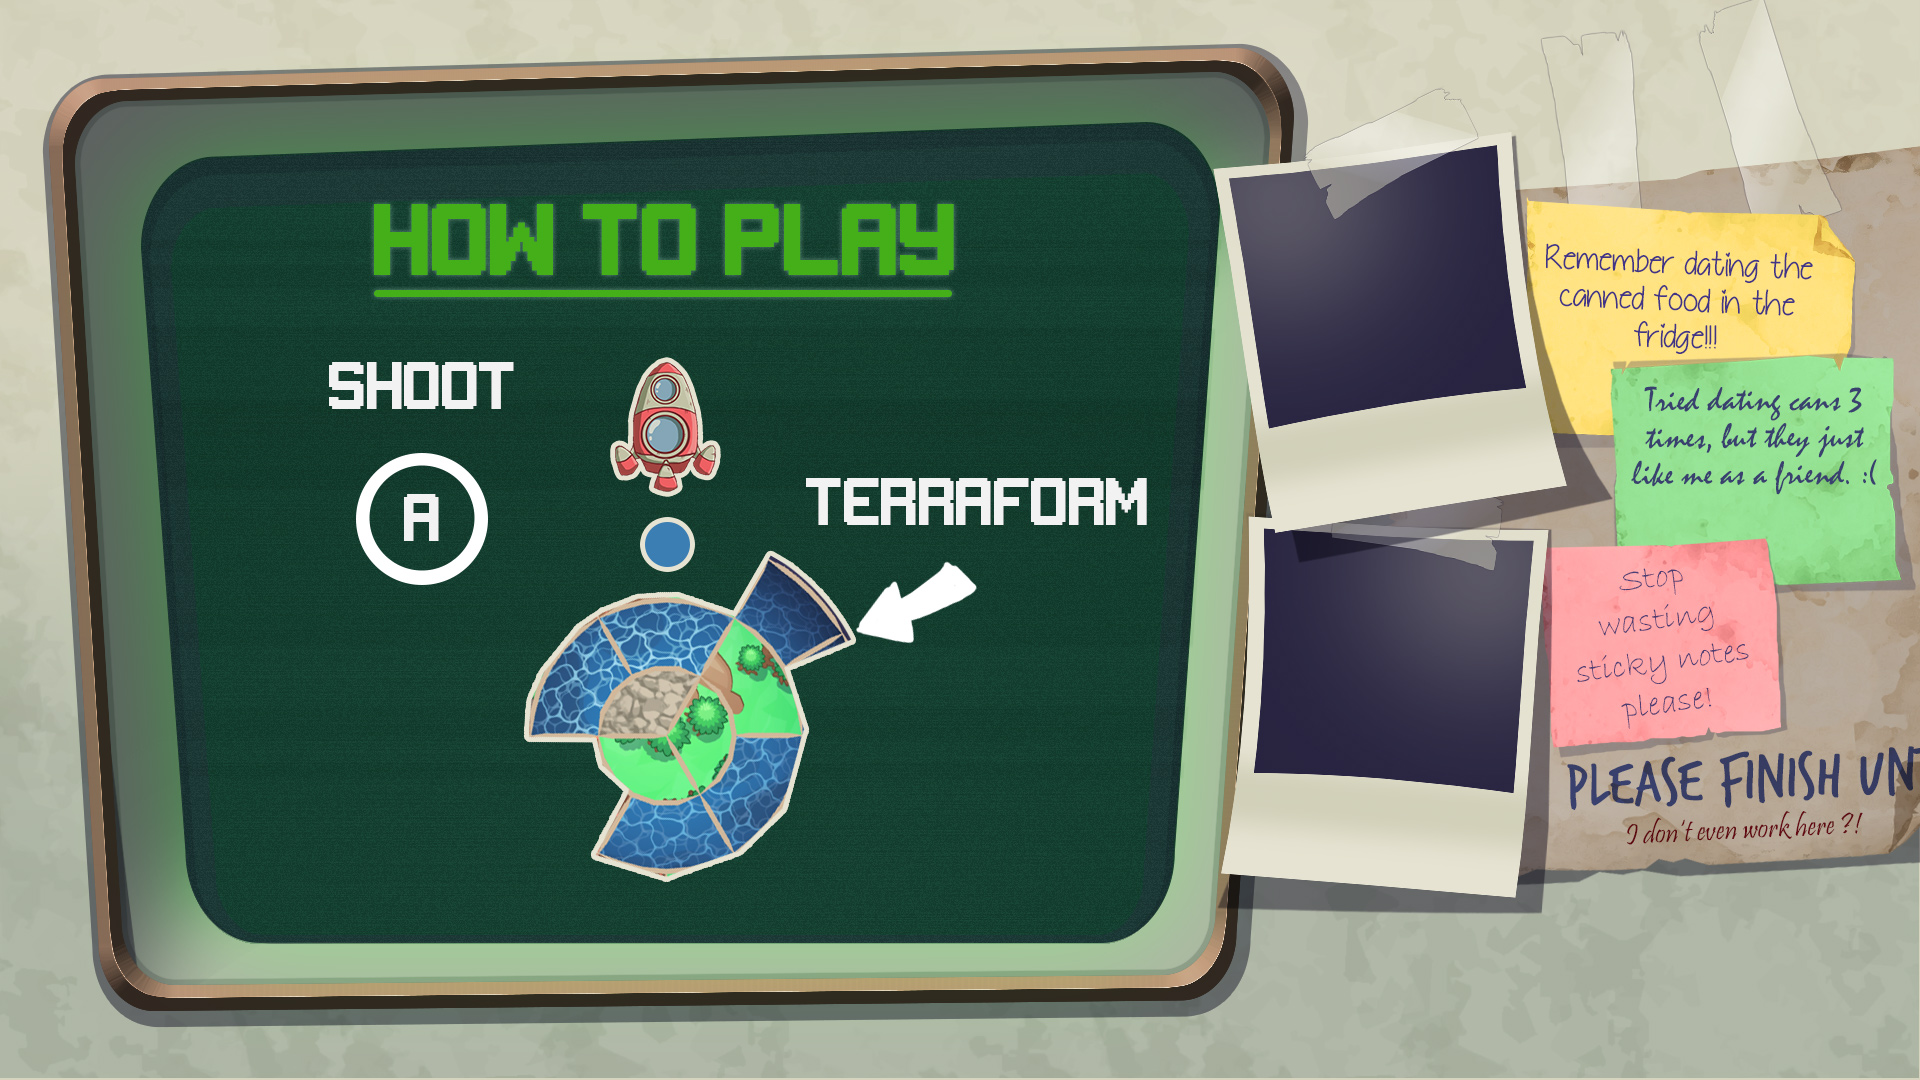 HOW TO PLAY
SHOOT
A
TERRAFORM
Remember dating the
canned food in the
fridge!!!
Tried dating cans 3
times, but they just
like me as a friend. :(
Stop
wasting
sticky notes
please!
PLEASE FINISH UN
I don't even work here ?!